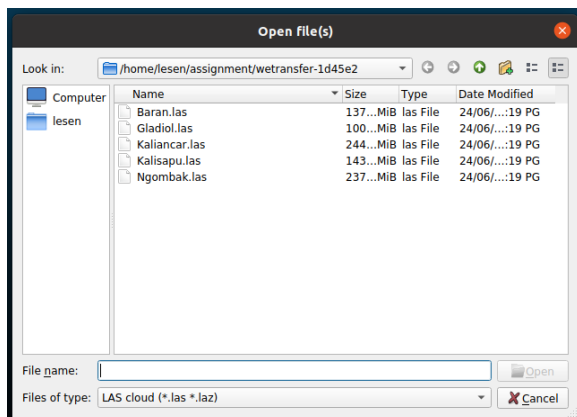 Open file(s)
Look in: /home/lesen/assignment/wetransfer-1d45e2
Computer
lesen
Name Size Type Date Modified
Baran.las 137...MiB las File 24/06/...:19 PG
Gladiol.las 100...MiB las File 24/06/...:19 PG
Kaliancar.las 244...MiB las File 24/06/...:19 PG
Kalisapu.las 143...MiB las File 24/06/...:19 PG
Ngombak.las 237...MiB las File 24/06/...:19 PG
File name: Open
Files of type: LAS cloud (*.las *.laz) Cancel